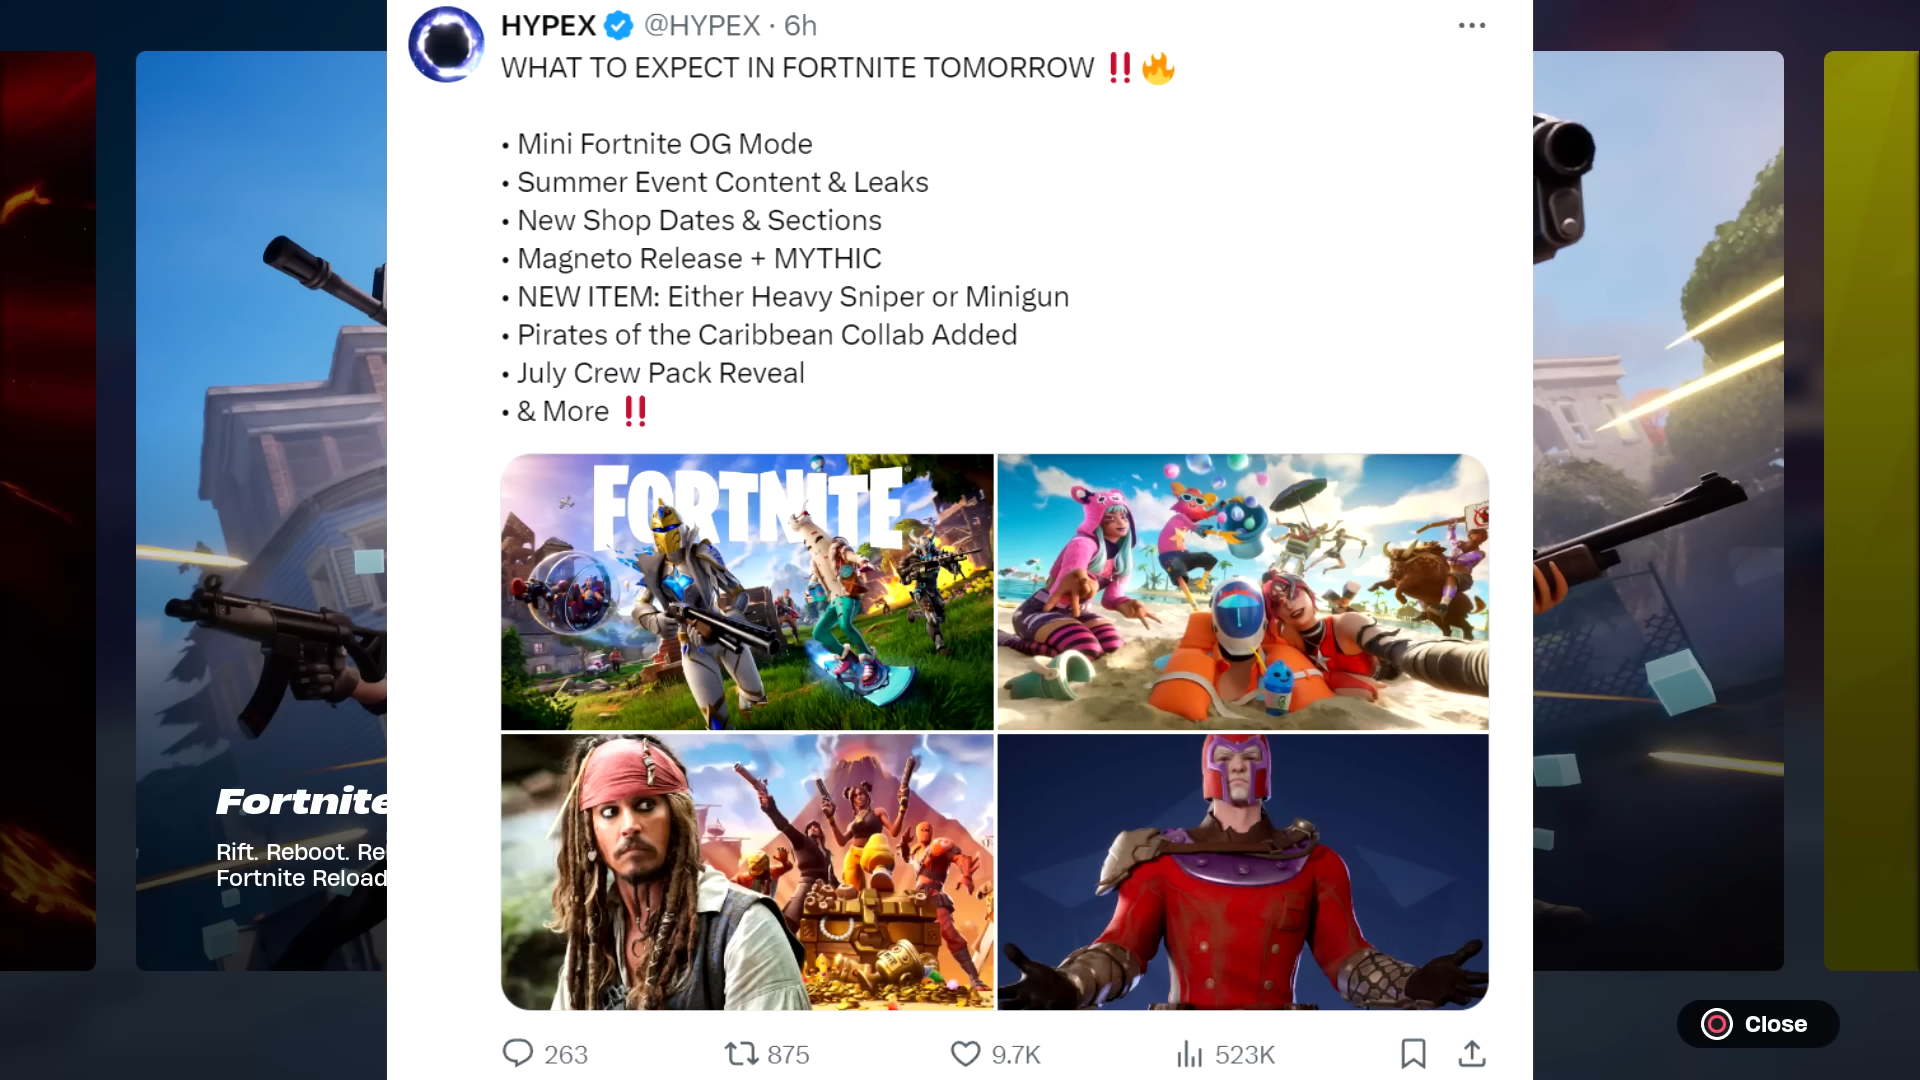 HYPEX @HYPEX · 6h
WHAT TO EXPECT IN FORTNITE TOMORROW ‼️🔥
• Mini Fortnite OG Mode
• Summer Event Content & Leaks
• New Shop Dates & Sections
• Magneto Release + MYTHIC
• NEW ITEM: Either Heavy Sniper or Minigun
• Pirates of the Caribbean Collab Added
• July Crew Pack Reveal
• & More ‼️
FORTNITE
Fortnite
Rift. Reboot. Re
Fortnite Reload
263 875 9.7K 523K
Close